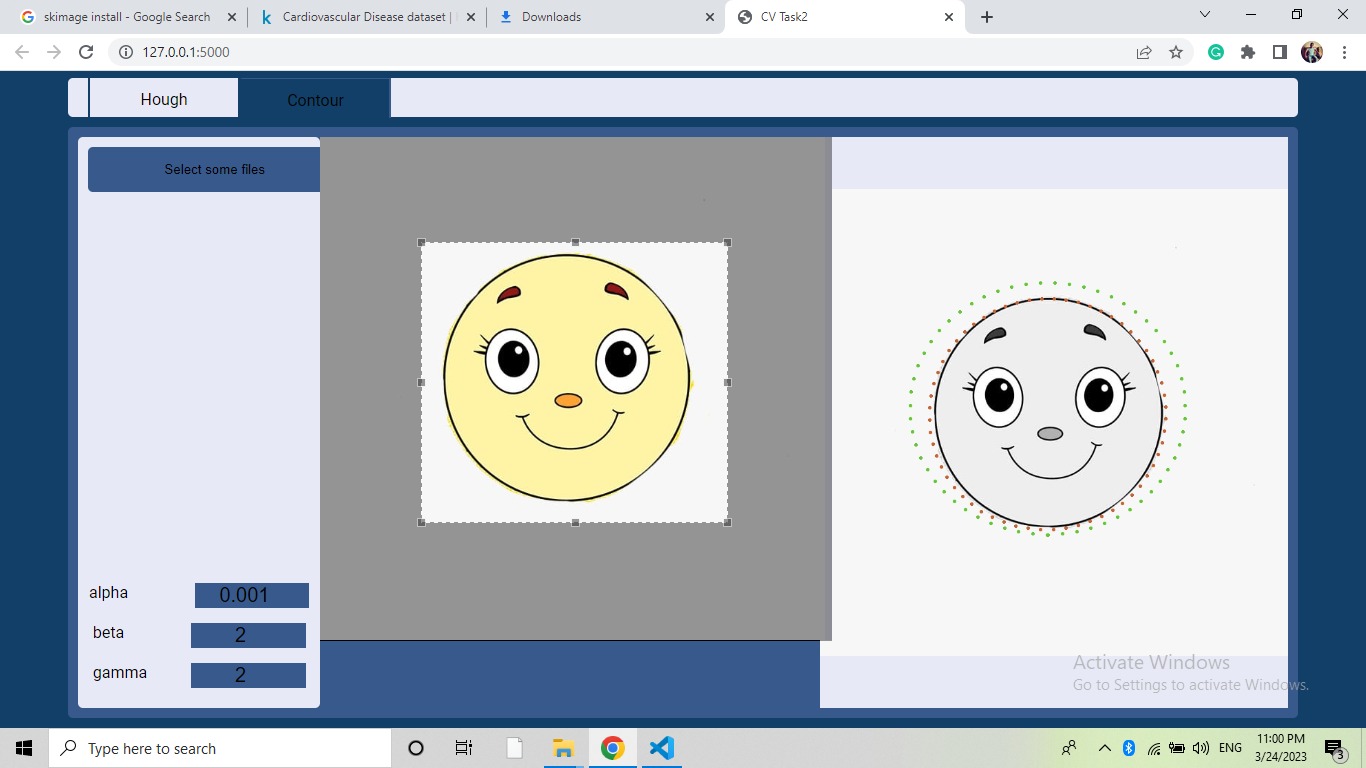 skimage install - Google Search
Cardiovascular Disease dataset |
Downloads
CV Task2
127.0.0.1:5000
Hough
Contour
Select some files
alpha
0.001
beta
2
gamma
2
Activate Windows
Go to Settings to activate Windows.
Type here to search
ENG
11:00 PM
3/24/2023
3